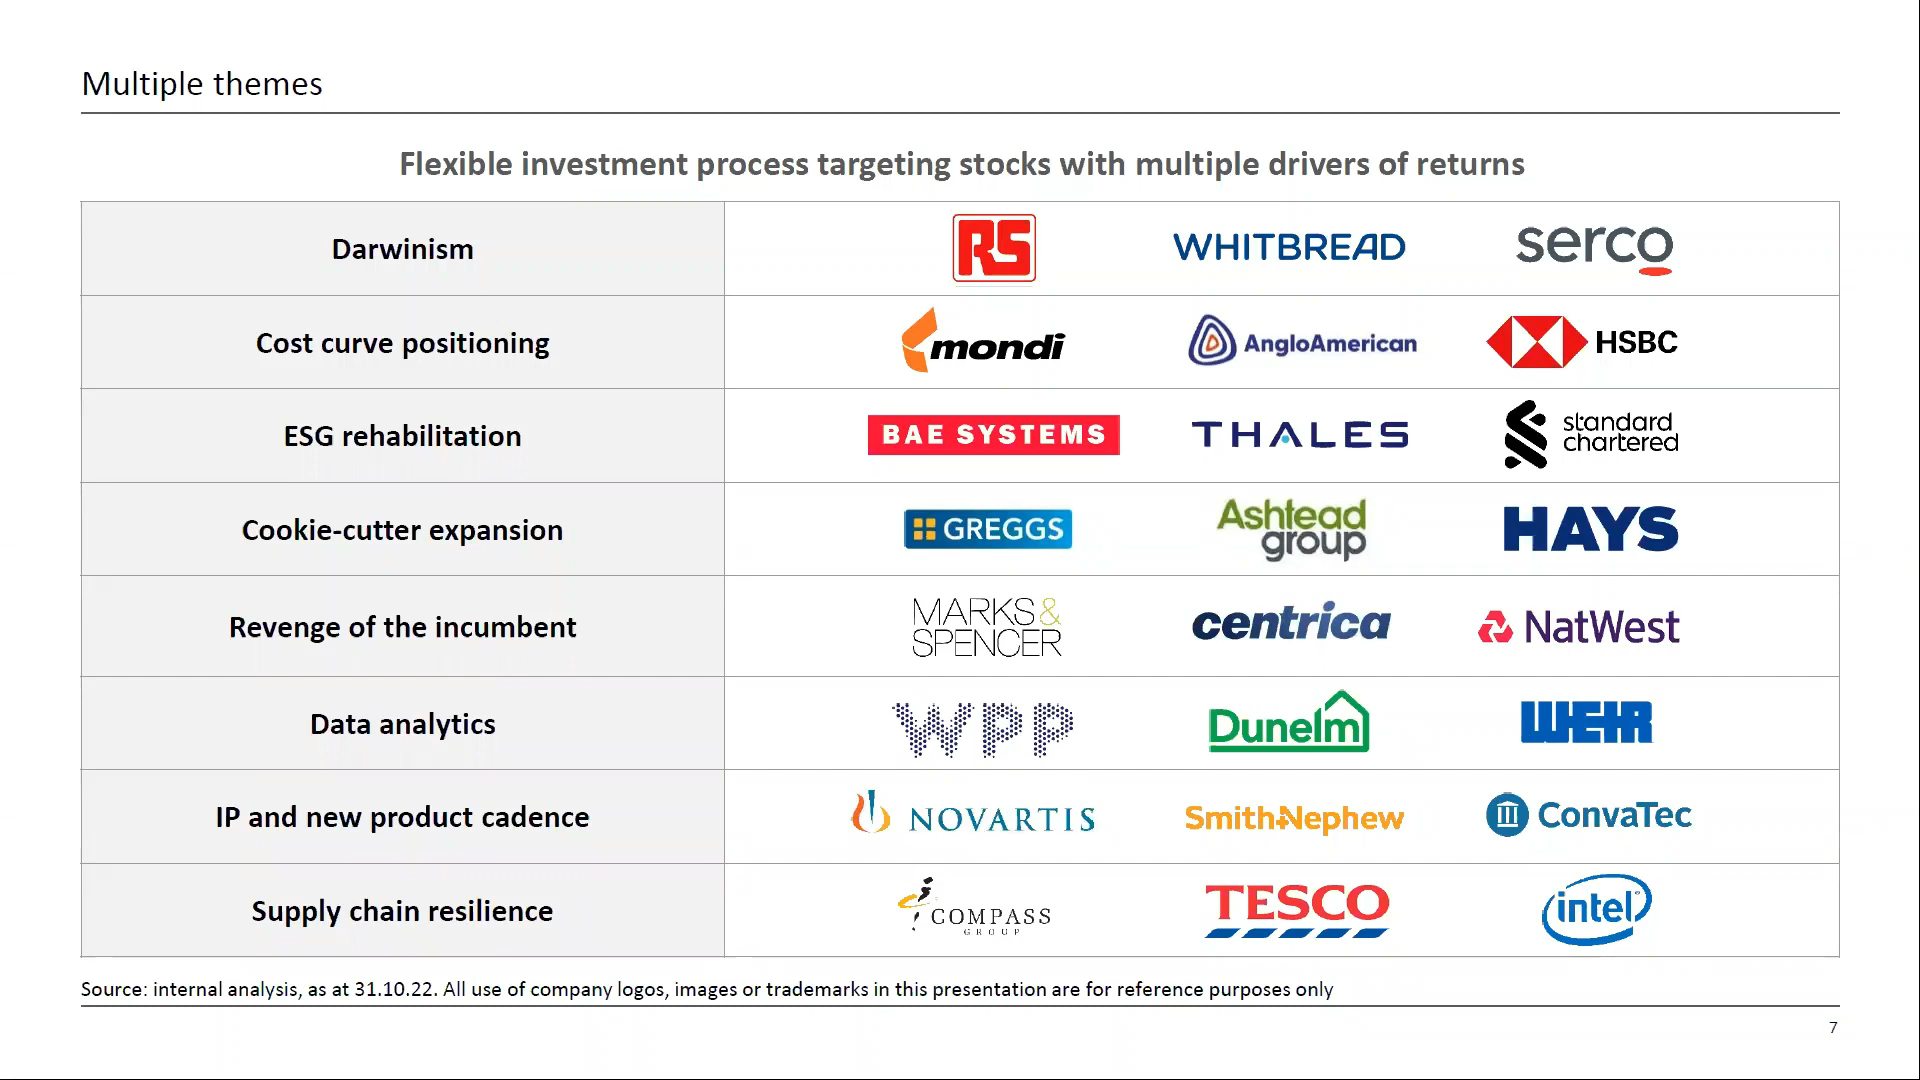 Multiple themes
Flexible investment process targeting stocks with multiple drivers of returns
Darwinism
RS WHITBREAD serco
Cost curve positioning
mondi AngloAmerican HSBC
ESG rehabilitation
BAE SYSTEMS THALES standard
chartered
Cookie-cutter expansion
GREGGS Ashtead
group HAYS
Revenge of the incumbent
MARKS&
SPENCER centrica NatWest
Data analytics
WPP Dunelm WEIR
IP and new product cadence
NOVARTIS Smith+Nephew ConvaTec
Supply chain resilience
COMPASS
GROUP TESCO intel
Source: internal analysis, as at 31.10.22. All use of company logos, images or trademarks in this presentation are for reference purposes only
7